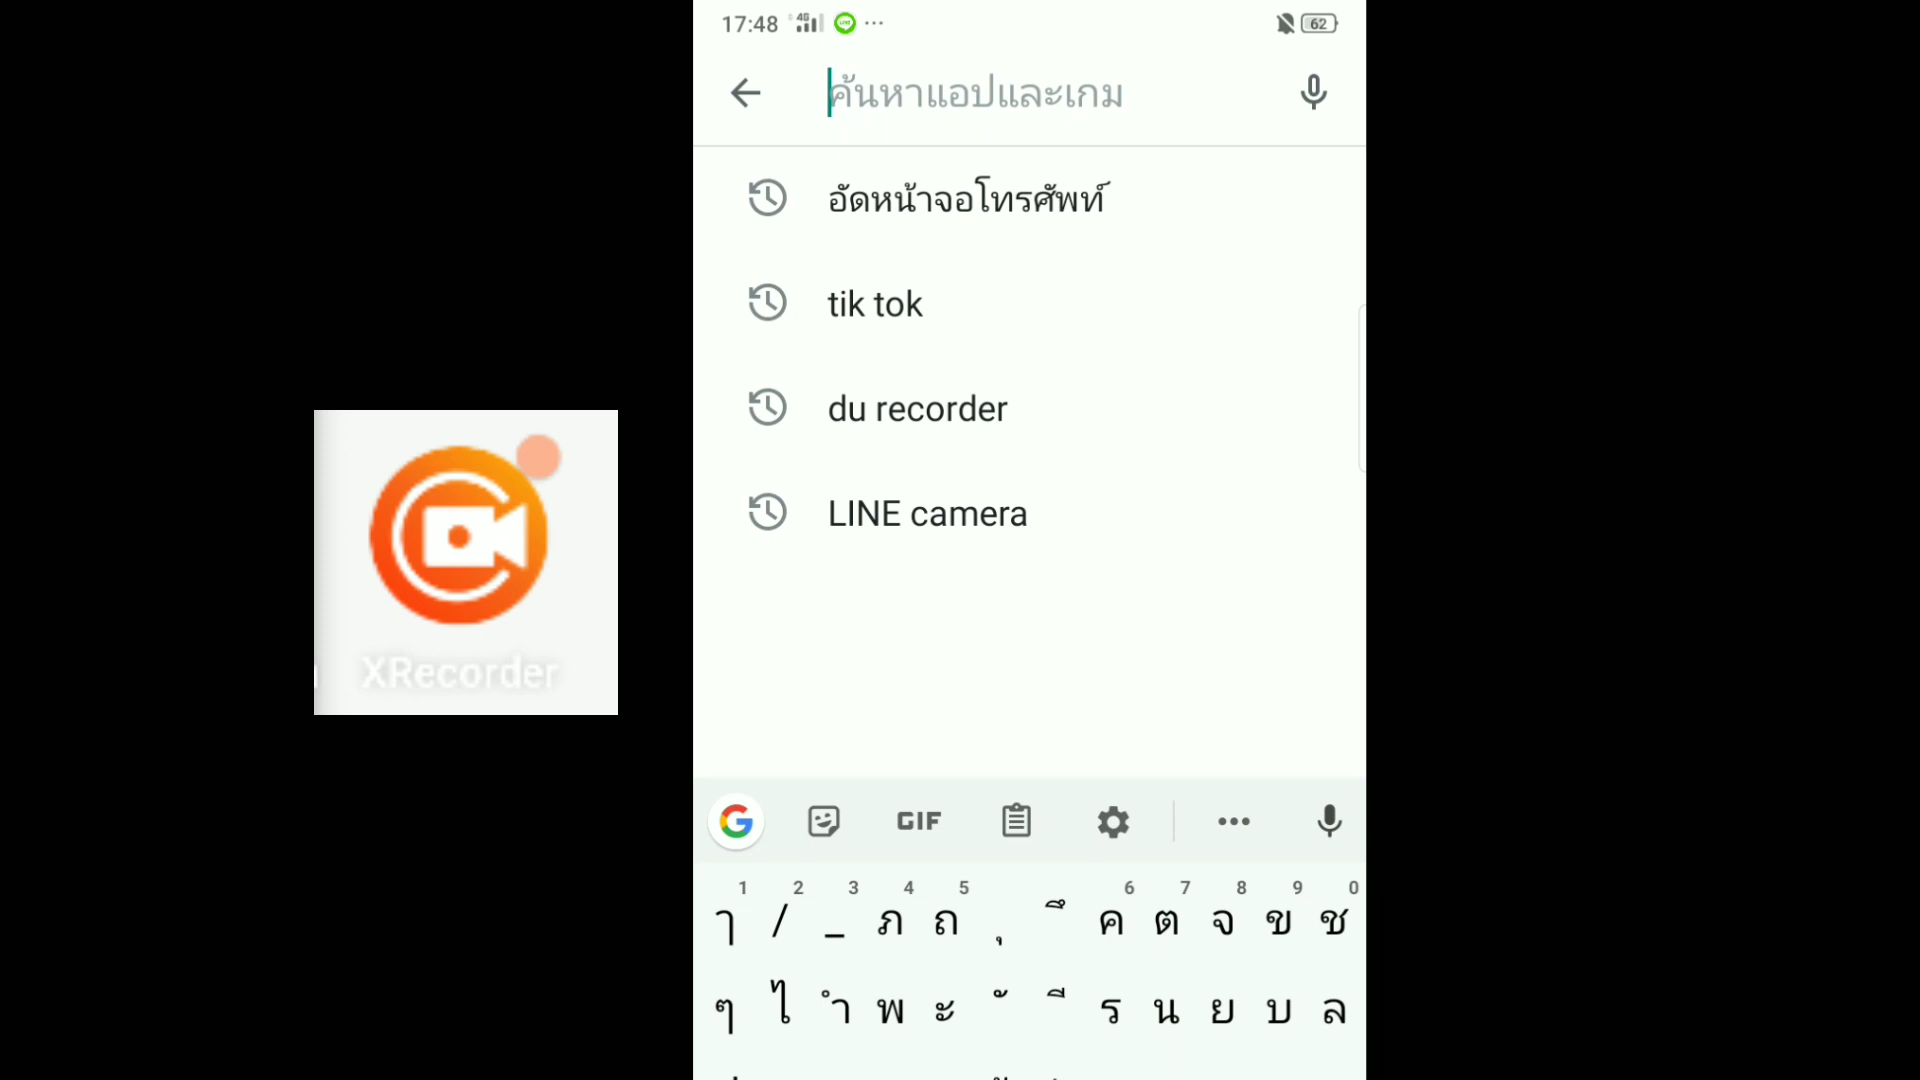 17:48 4G LINE 62
ค้นหาแอปและเกม
อัดหน้าจอโทรศัพท์
tik tok
du recorder
LINE camera
XRecorder
GIF
1 2 3 4 5 6 7 8 9 0
ๅ / _ ภ ถ ุ ึ ค ต จ ข ช
ๆ ไ ำ พ ะ ั ี ร น ย บ ล